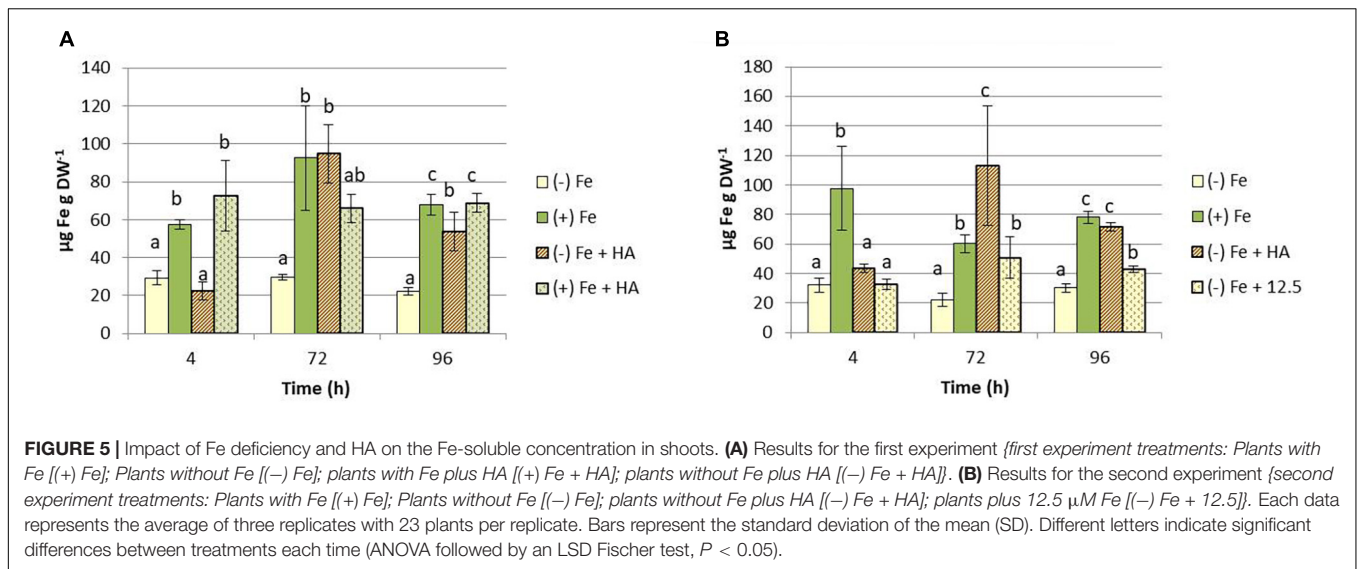 A
B
140
120
100
80
60
40
20
0
µg Fe g DW⁻¹
a b a b
a b b ab
a c b c
4 72 96
Time (h)
(-) Fe
(+) Fe
(-) Fe + HA
(+) Fe + HA
180
160
140
120
100
80
60
40
20
0
µg Fe g DW⁻¹
a b a a
a b c b
a c c b
4 72 96
Time (h)
(-) Fe
(+) Fe
(-) Fe + HA
(-) Fe + 12.5
FIGURE 5 | Impact of Fe deficiency and HA on the Fe-soluble concentration in shoots. (A) Results for the first experiment {first experiment treatments: Plants with
Fe [(+) Fe]; Plants without Fe [(−) Fe]; plants with Fe plus HA [(+) Fe + HA]; plants without Fe plus HA [(−) Fe + HA]}. (B) Results for the second experiment {second
experiment treatments: Plants with Fe [(+) Fe]; Plants without Fe [(−) Fe]; plants without Fe plus HA [(−) Fe + HA]; plants plus 12.5 μM Fe [(−) Fe + 12.5]}. Each data
represents the average of three replicates with 23 plants per replicate. Bars represent the standard deviation of the mean (SD). Different letters indicate significant
differences between treatments each time (ANOVA followed by an LSD Fischer test, P < 0.05).